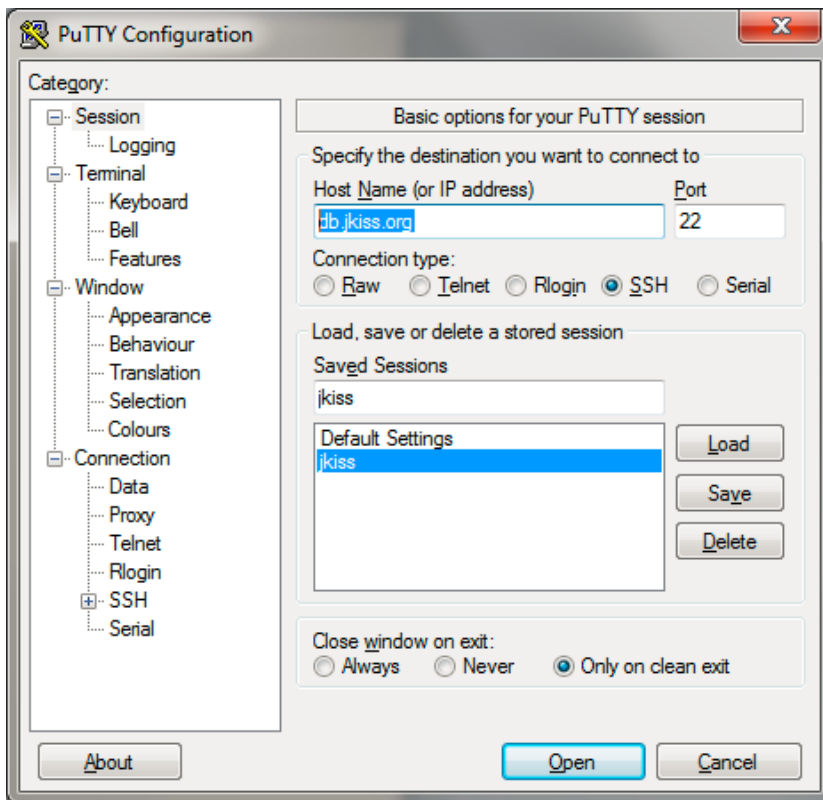 PuTTY Configuration
Category:
Session
Logging
Terminal
Keyboard
Bell
Features
Window
Appearance
Behaviour
Translation
Selection
Colours
Connection
Data
Proxy
Telnet
Rlogin
SSH
Serial
Basic options for your PuTTY session
Specify the destination you want to connect to
Host Name (or IP address) Port
db.jkiss.org 22
Connection type:
Raw Telnet Rlogin SSH Serial
Load, save or delete a stored session
Saved Sessions
jkiss
Default Settings
jkiss
Load
Save
Delete
Close window on exit:
Always Never Only on clean exit
About Open Cancel